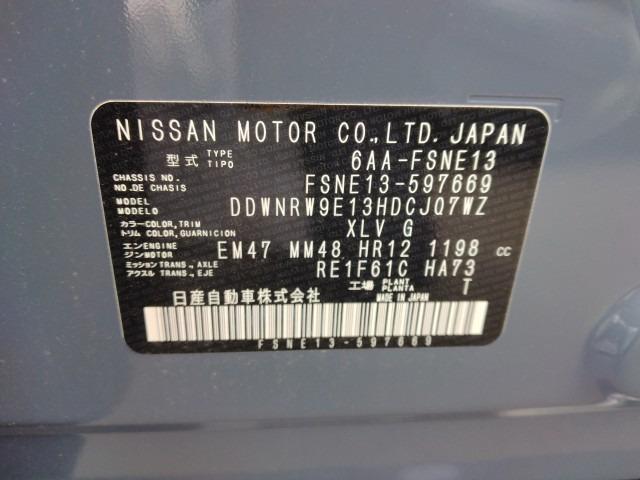 NISSAN MOTOR CO.,LTD. JAPAN
型式 TYPE TIPO 6AA-FSNE13
CHASSIS NO. NO. DE CHASIS FSNE13-597669
MODEL MODELO DDWNRW9E13HDCJQ7WZ
カラー COLOR, TRIM トリム COLOR, GUARNICION XLV G
エンENGINE ジンMOTOR EM47 MM48 HR12 1198 CC
ミッション TRANS., AXLE アクスル TRANS., EJE RE1F61C HA73
工場 PLANT PLANTA T
日産自動車株式会社 MADE IN JAPAN
FSNE13-597669